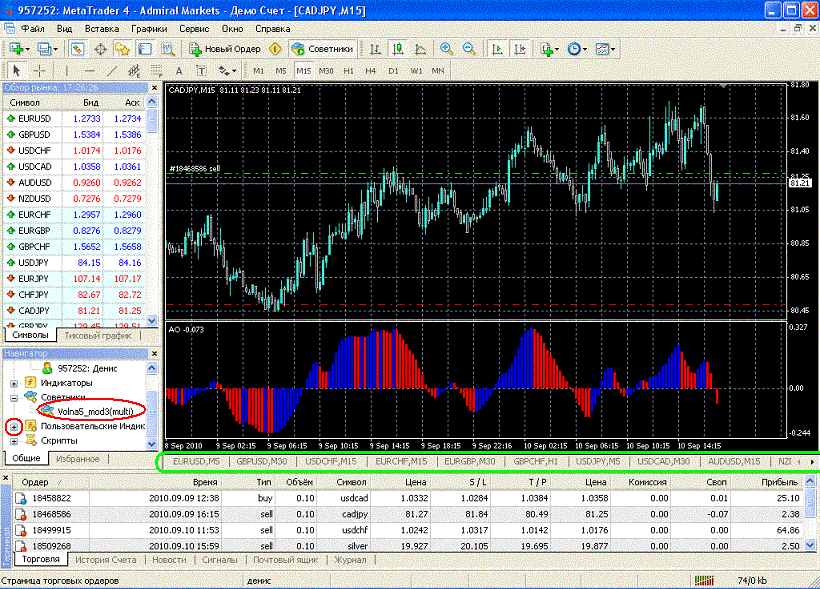 957252: MetaTrader 4 - Admiral Markets - Демо Счет - [CADJPY,M15]
Файл Вид Вставка Графики Сервис Окно Справка
Новый Ордер Советники
A T M1 M5 M15 M30 H1 H4 D1 W1 MN
Обзор рынка: 17:26:26
Символ Бид Аск
EURUSD 1.2733 1.2734
GBPUSD 1.5384 1.5386
USDCHF 1.0174 1.0176
USDCAD 1.0358 1.0361
AUDUSD 0.9260 0.9262
NZDUSD 0.7276 0.7279
EURCHF 1.2957 1.2960
EURGBP 0.8276 0.8279
GBPCHF 1.5652 1.5658
USDJPY 84.15 84.16
EURJPY 107.14 107.17
CHFJPY 82.67 82.72
CADJPY 81.21 81.25
GBPJPY 129.45 129.51
Символы Тиковый график
Навигатор
957252: Денис
Индикаторы
Советники
Volna5_mod3(multi)
Пользовательские Индик
Скрипты
Общие Избранное
CADJPY,M15 81.11 81.23 81.11 81.21
#18468586 sell
81.80
81.60
81.40
81.25
81.21
81.05
80.85
80.65
80.45
AO -0.073
0.327
0.00
-0.244
8 Sep 2010 9 Sep 02:15 9 Sep 06:15 9 Sep 10:15 9 Sep 14:15 9 Sep 18:15 9 Sep 22:15 10 Sep 02:15 10 Sep 06:15 10 Sep 10:15 10 Sep 14:15
EURUSD,M5 GBPUSD,M30 USDCHF,M15 EURCHF,M15 EURGBP,M30 GBPCHF,H1 USDJPY,M5 USDCAD,M30 AUDUSD,M15 NZI
Ордер Время Тип Объём Символ Цена S / L T / P Цена Комиссия Своп Прибыль
18458822 2010.09.09 12:38 buy 0.10 usdcad 1.0332 1.0284 1.0384 1.0358 0.00 0.01 25.10
18468586 2010.09.09 16:15 sell 0.10 cadjpy 81.27 81.84 80.49 81.25 0.00 -0.07 2.38
18499915 2010.09.10 11:53 sell 0.10 usdchf 1.0242 1.0317 1.0142 1.0176 0.00 0.00 64.86
18509268 2010.09.10 15:59 sell 0.10 silver 19.927 20.105 19.695 19.877 0.00 0.00 2.50
Терминал
Торговля История Счета Новости Сигналы Почтовый ящик Журнал
Страница торговых ордеров денис 74/0 kb